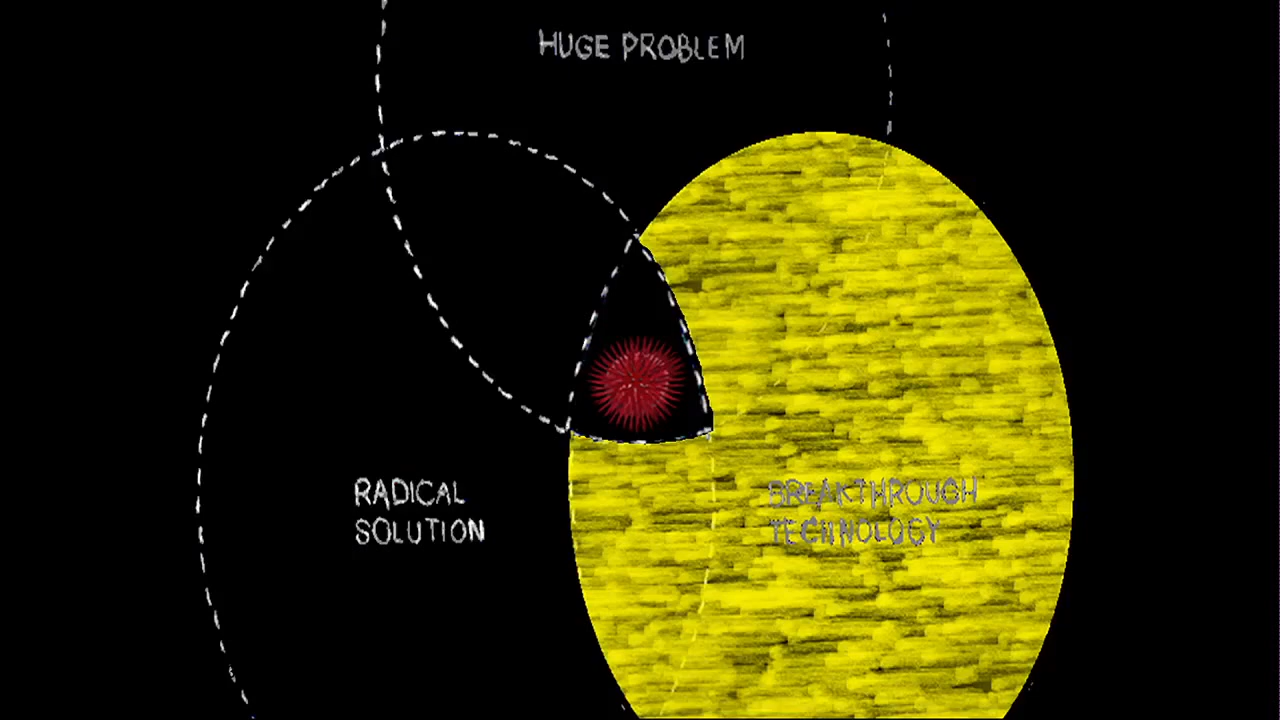 HUGE PROBLEM
RADICAL
SOLUTION
BREAKTHROUGH
TECHNOLOGY